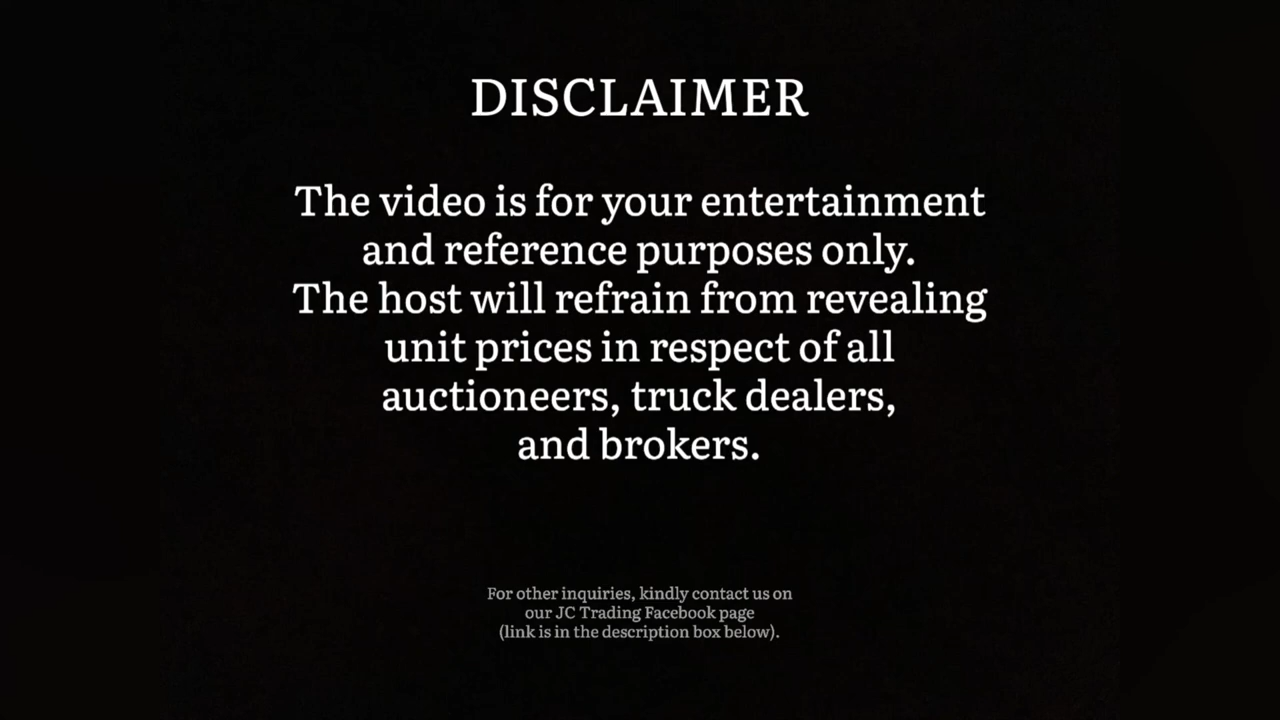 DISCLAIMER
The video is for your entertainment
and reference purposes only.
The host will refrain from revealing
unit prices in respect of all
auctioneers, truck dealers,
and brokers.
For other inquiries, kindly contact us on
our JC Trading Facebook page
(link is in the description box below).